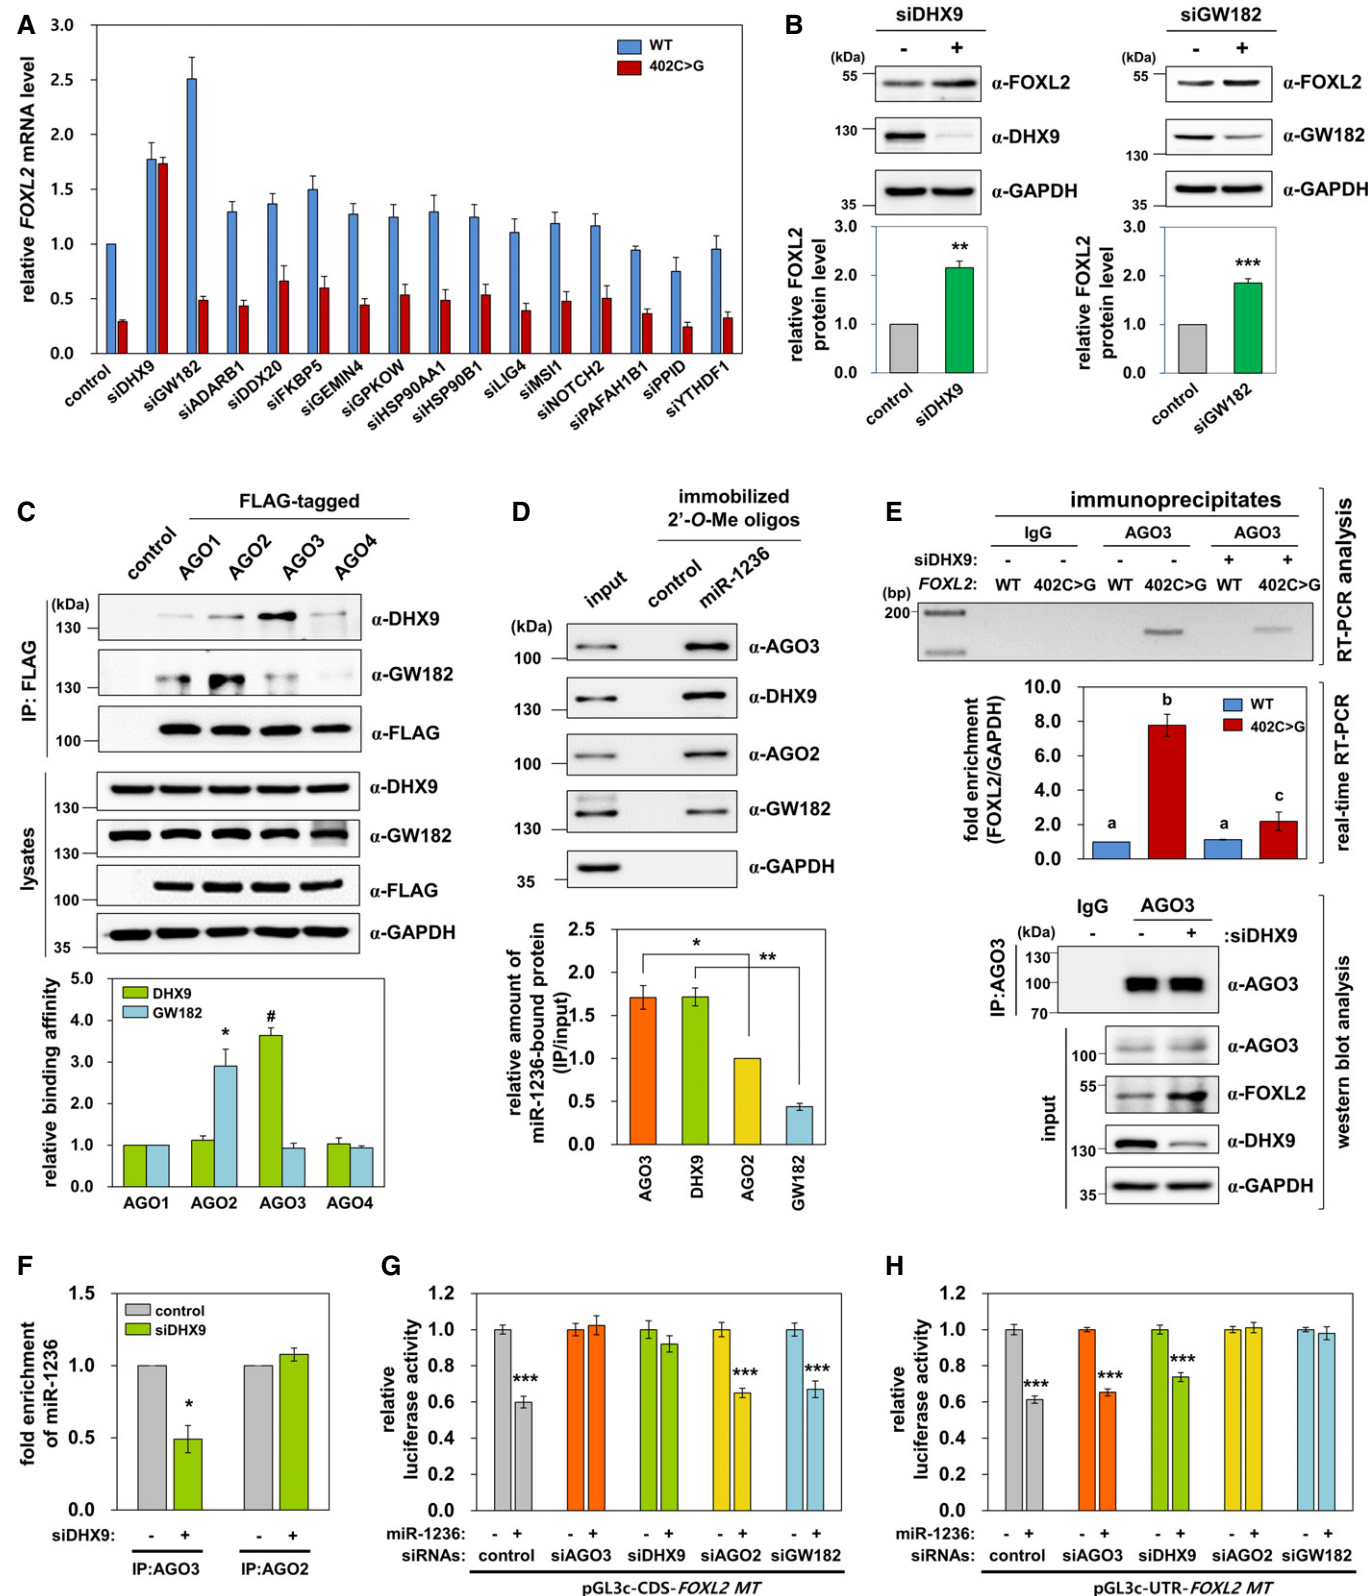 A
relative FOXL2 mRNA level
3.0
2.5
2.0
1.5
1.0
0.5
0.0
WT
402C>G
control
siDHX9
siGW182
siADARB1
siDDX20
siFKBP5
siGEMIN4
siGPKOW
siHSP90AA1
siHSP90B1
siLIG4
siMSI1
siNOTCH2
siPAFAH1B1
siPPID
siYTHDF1
B
siDHX9
(kDa) - +
55
α-FOXL2
130
α-DHX9
35
α-GAPDH
relative FOXL2
protein level
3.0
2.0
1.0
0.0
**
control
siDHX9
siGW182
(kDa) - +
55
α-FOXL2
130
α-GW182
35
α-GAPDH
relative FOXL2
protein level
3.0
2.0
1.0
0.0
***
control
siGW182
C
FLAG-tagged
control
AGO1
AGO2
AGO3
AGO4
(kDa)
IP: FLAG
130
α-DHX9
130
α-GW182
100
α-FLAG
lysates
130
α-DHX9
130
α-GW182
100
α-FLAG
35
α-GAPDH
relative binding affinity
5.0
4.0
3.0
2.0
1.0
0.0
DHX9
GW182
*
#
AGO1 AGO2 AGO3 AGO4
D
immobilized
2'-O-Me oligos
input
control
miR-1236
(kDa)
100
α-AGO3
130
α-DHX9
100
α-AGO2
130
α-GW182
35
α-GAPDH
relative amount of
miR-1236-bound protein
(IP/input)
2.5
2.0
1.5
1.0
0.5
0.0
*
**
AGO3
DHX9
AGO2
GW182
E
immunoprecipitates
IgG AGO3 AGO3
siDHX9: - - - - + +
FOXL2: WT 402C>G WT 402C>G WT 402C>G
(bp)
200
RT-PCR analysis
fold enrichment
(FOXL2/GAPDH)
10.0
8.0
6.0
4.0
2.0
0.0
WT
402C>G
a
b
a
c
real-time RT-PCR
IgG AGO3
(kDa) - - + :siDHX9
IP:AGO3
130
100
70
α-AGO3
input
100
α-AGO3
55
α-FOXL2
130
α-DHX9
35
α-GAPDH
western blot analysis
F
fold enrichment
of miR-1236
1.5
1.0
0.5
0.0
control
siDHX9
*
siDHX9: - + - +
IP:AGO3 IP:AGO2
G
relative
luciferase activity
1.2
1.0
0.8
0.6
0.4
0.2
0.0
***
***
***
miR-1236: - + - + - + - + - +
siRNAs: control siAGO3 siDHX9 siAGO2 siGW182
pGL3c-CDS-FOXL2 MT
H
relative
luciferase activity
1.2
1.0
0.8
0.6
0.4
0.2
0.0
***
***
***
miR-1236: - + - + - + - + - +
siRNAs: control siAGO3 siDHX9 siAGO2 siGW182
pGL3c-UTR-FOXL2 MT